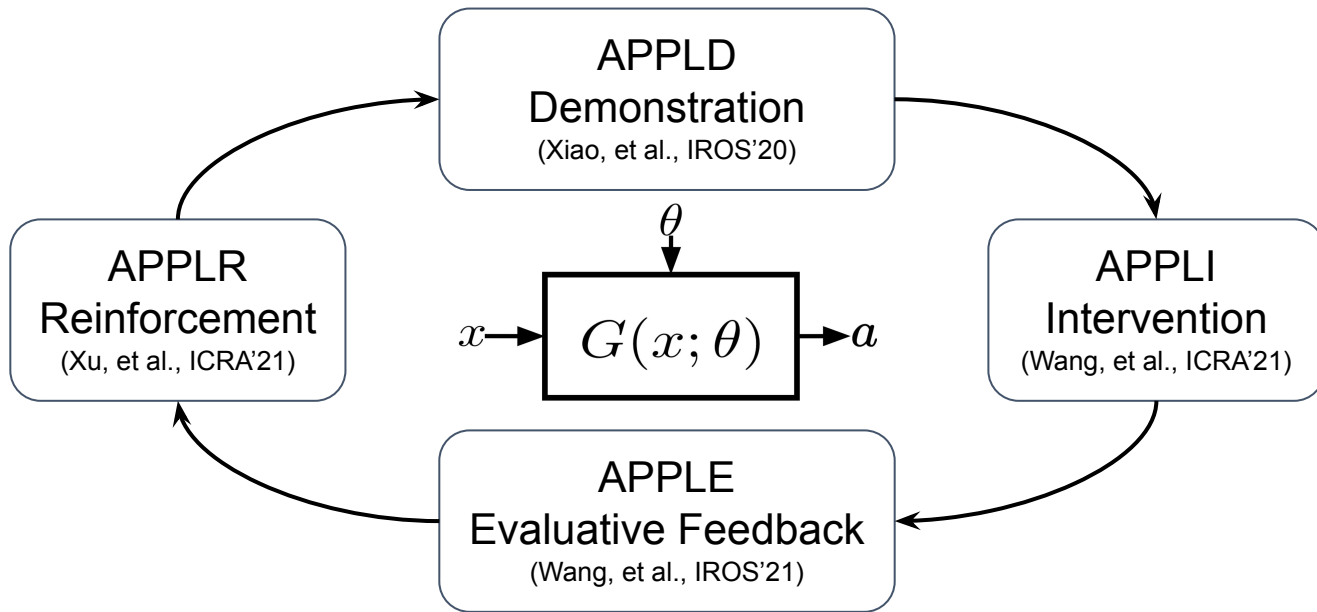 APPLD
Demonstration
(Xiao, et al., IROS’20)
APPLR
Reinforcement
(Xu, et al., ICRA’21)
θ
x
G(x; θ)
a
APPLI
Intervention
(Wang, et al., ICRA’21)
APPLE
Evaluative Feedback
(Wang, et al., IROS’21)